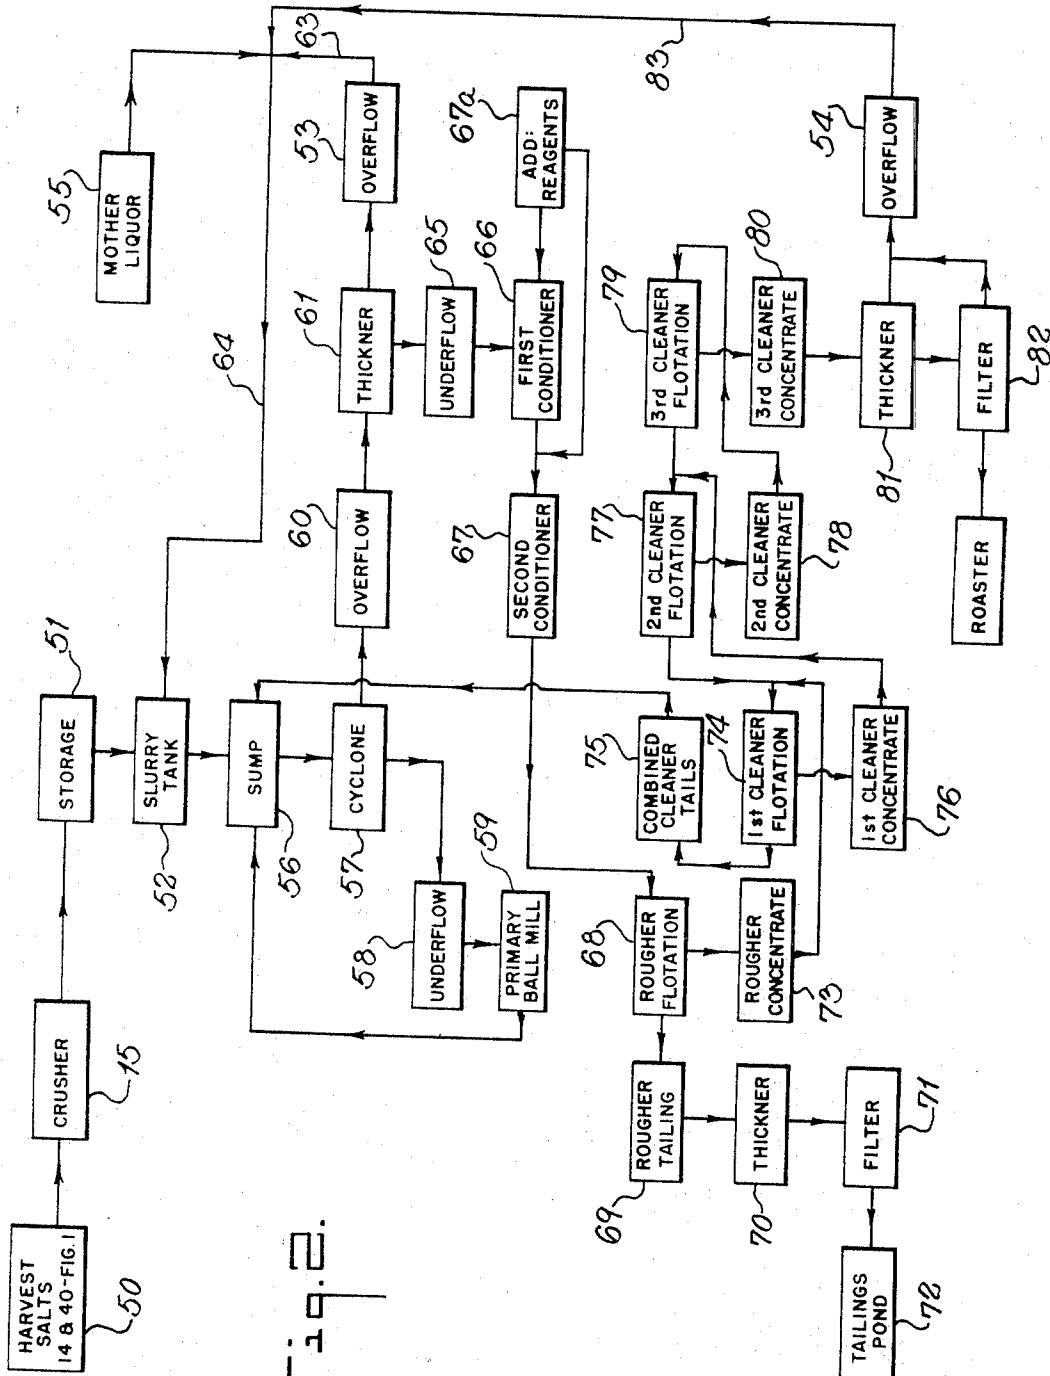 HARVEST
SALTS
14 & 40-FIG.1
50
CRUSHER
15
STORAGE
51
SLURRY
TANK
52
SUMP
56
CYCLONE
57
UNDERFLOW
58
PRIMARY
BALL MILL
59
OVERFLOW
60
THICKNER
61
OVERFLOW
53
63
64
MOTHER
LIQUOR
55
UNDERFLOW
65
FIRST
CONDITIONER
66
ADD:
REAGENTS
67a
SECOND
CONDITIONER
67
ROUGHER
FLOTATION
68
ROUGHER
TAILING
69
THICKNER
70
FILTER
71
TAILINGS
POND
72
ROUGHER
CONCENTRATE
73
COMBINED
CLEANER
TAILS
75
1st CLEANER
FLOTATION
74
1st CLEANER
CONCENTRATE
76
2nd CLEANER
FLOTATION
77
2nd CLEANER
CONCENTRATE
78
3rd CLEANER
FLOTATION
79
3rd CLEANER
CONCENTRATE
80
THICKNER
81
OVERFLOW
54
83
FILTER
82
ROASTER
Fig.2.